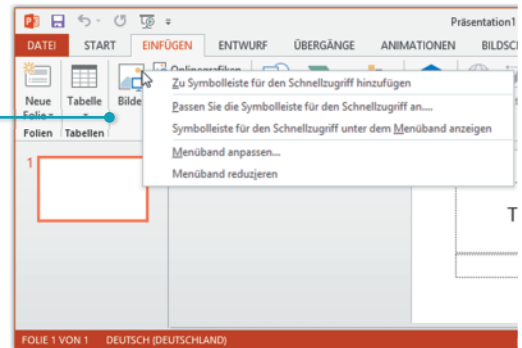 Präsentation1
DATEI START EINFÜGEN ENTWURF ÜBERGÄNGE ANIMATIONEN BILDSC
Onlinegrafiken
Neue Tabelle Bilde
Folie
Folien Tabellen
Zu Symbolleiste für den Schnellzugriff hinzufügen
Passen Sie die Symbolleiste für den Schnellzugriff an....
Symbolleiste für den Schnellzugriff unter dem Menüband anzeigen
Menüband anpassen...
Menüband reduzieren
1
T
FOLIE 1 VON 1 DEUTSCH (DEUTSCHLAND)